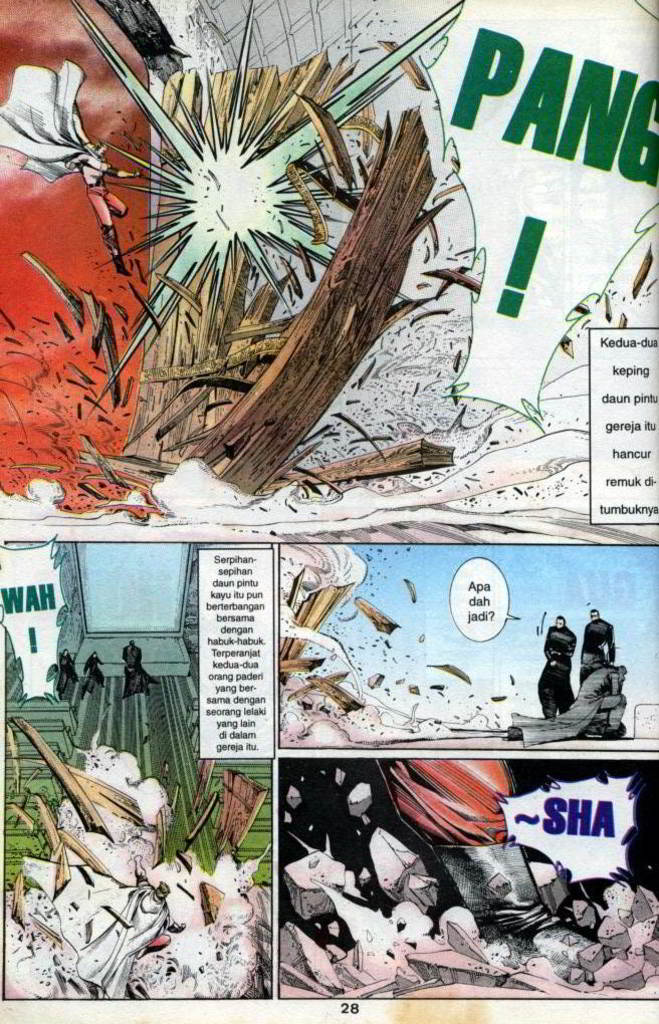 PANG
!
Kedua-dua
keping
daun pintu
gereja itu
hancur
remuk di-
tumbuknya
WAH
!
Serpihan-
sepihan
daun pintu
kayu itu pun
berterbangan
bersama
dengan
habuk-habuk.
Terperanjat
kedua-dua
orang paderi
yang ber-
sama dengan
seorang lelaki
yang lain
di dalam
gereja itu.
Apa
dah
jadi?
~SHA
28